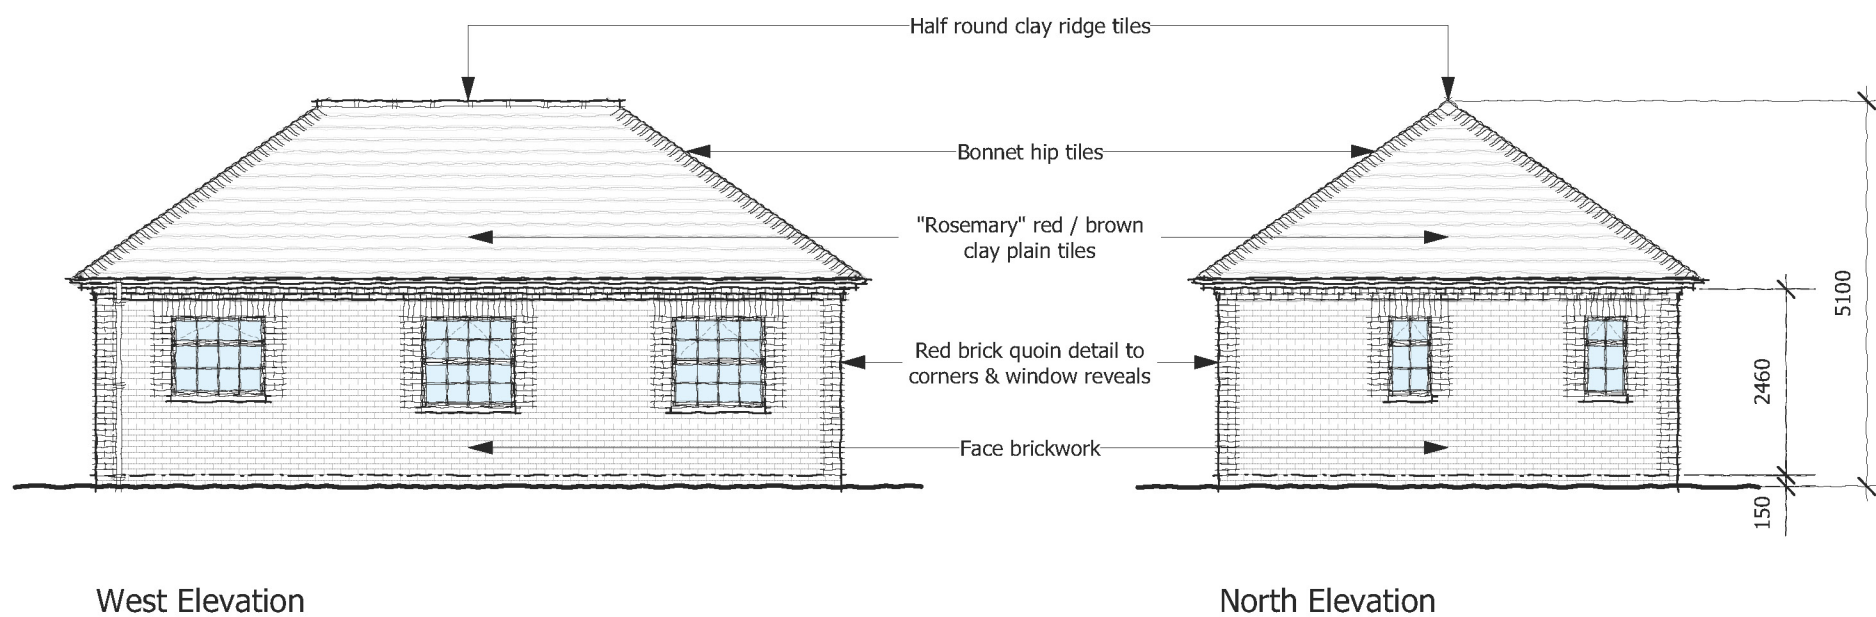 Half round clay ridge tiles
Bonnet hip tiles
"Rosemary" red / brown
clay plain tiles
Red brick quoin detail to
corners & window reveals
Face brickwork
5100
2460
150
West Elevation
North Elevation